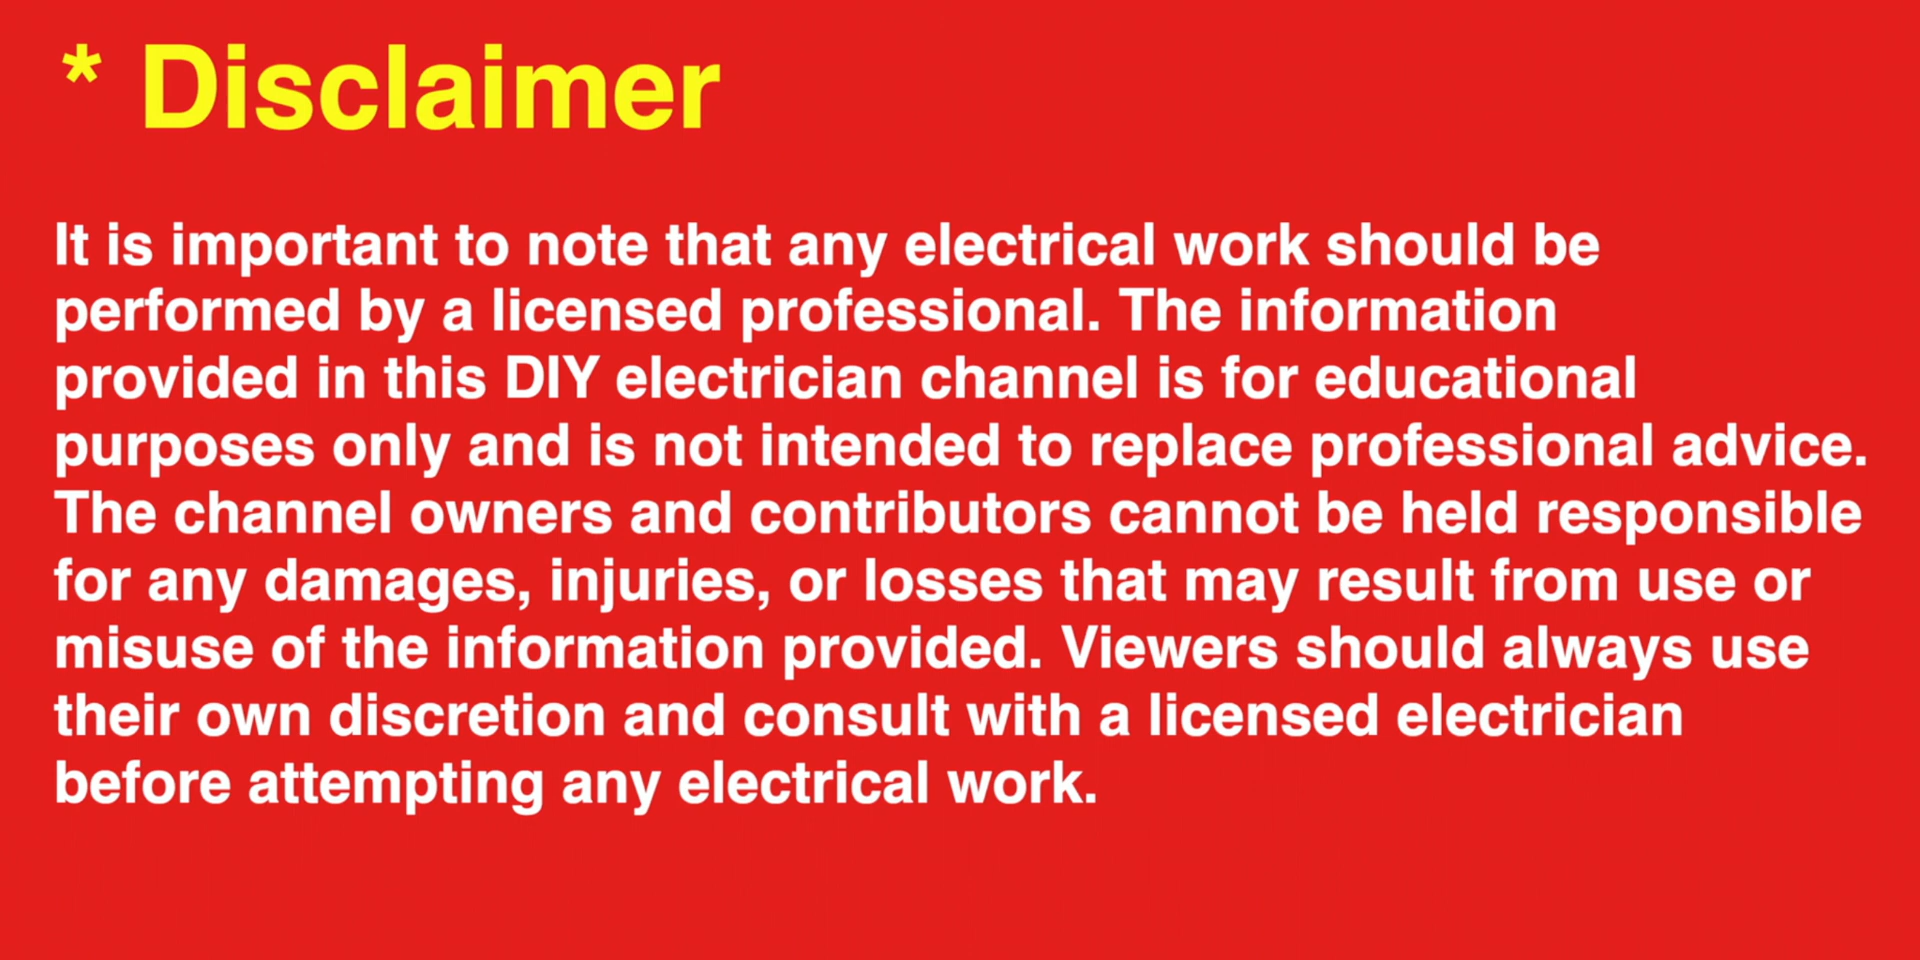 * Disclaimer
It is important to note that any electrical work should be
performed by a licensed professional. The information
provided in this DIY electrician channel is for educational
purposes only and is not intended to replace professional advice.
The channel owners and contributors cannot be held responsible
for any damages, injuries, or losses that may result from use or
misuse of the information provided. Viewers should always use
their own discretion and consult with a licensed electrician
before attempting any electrical work.